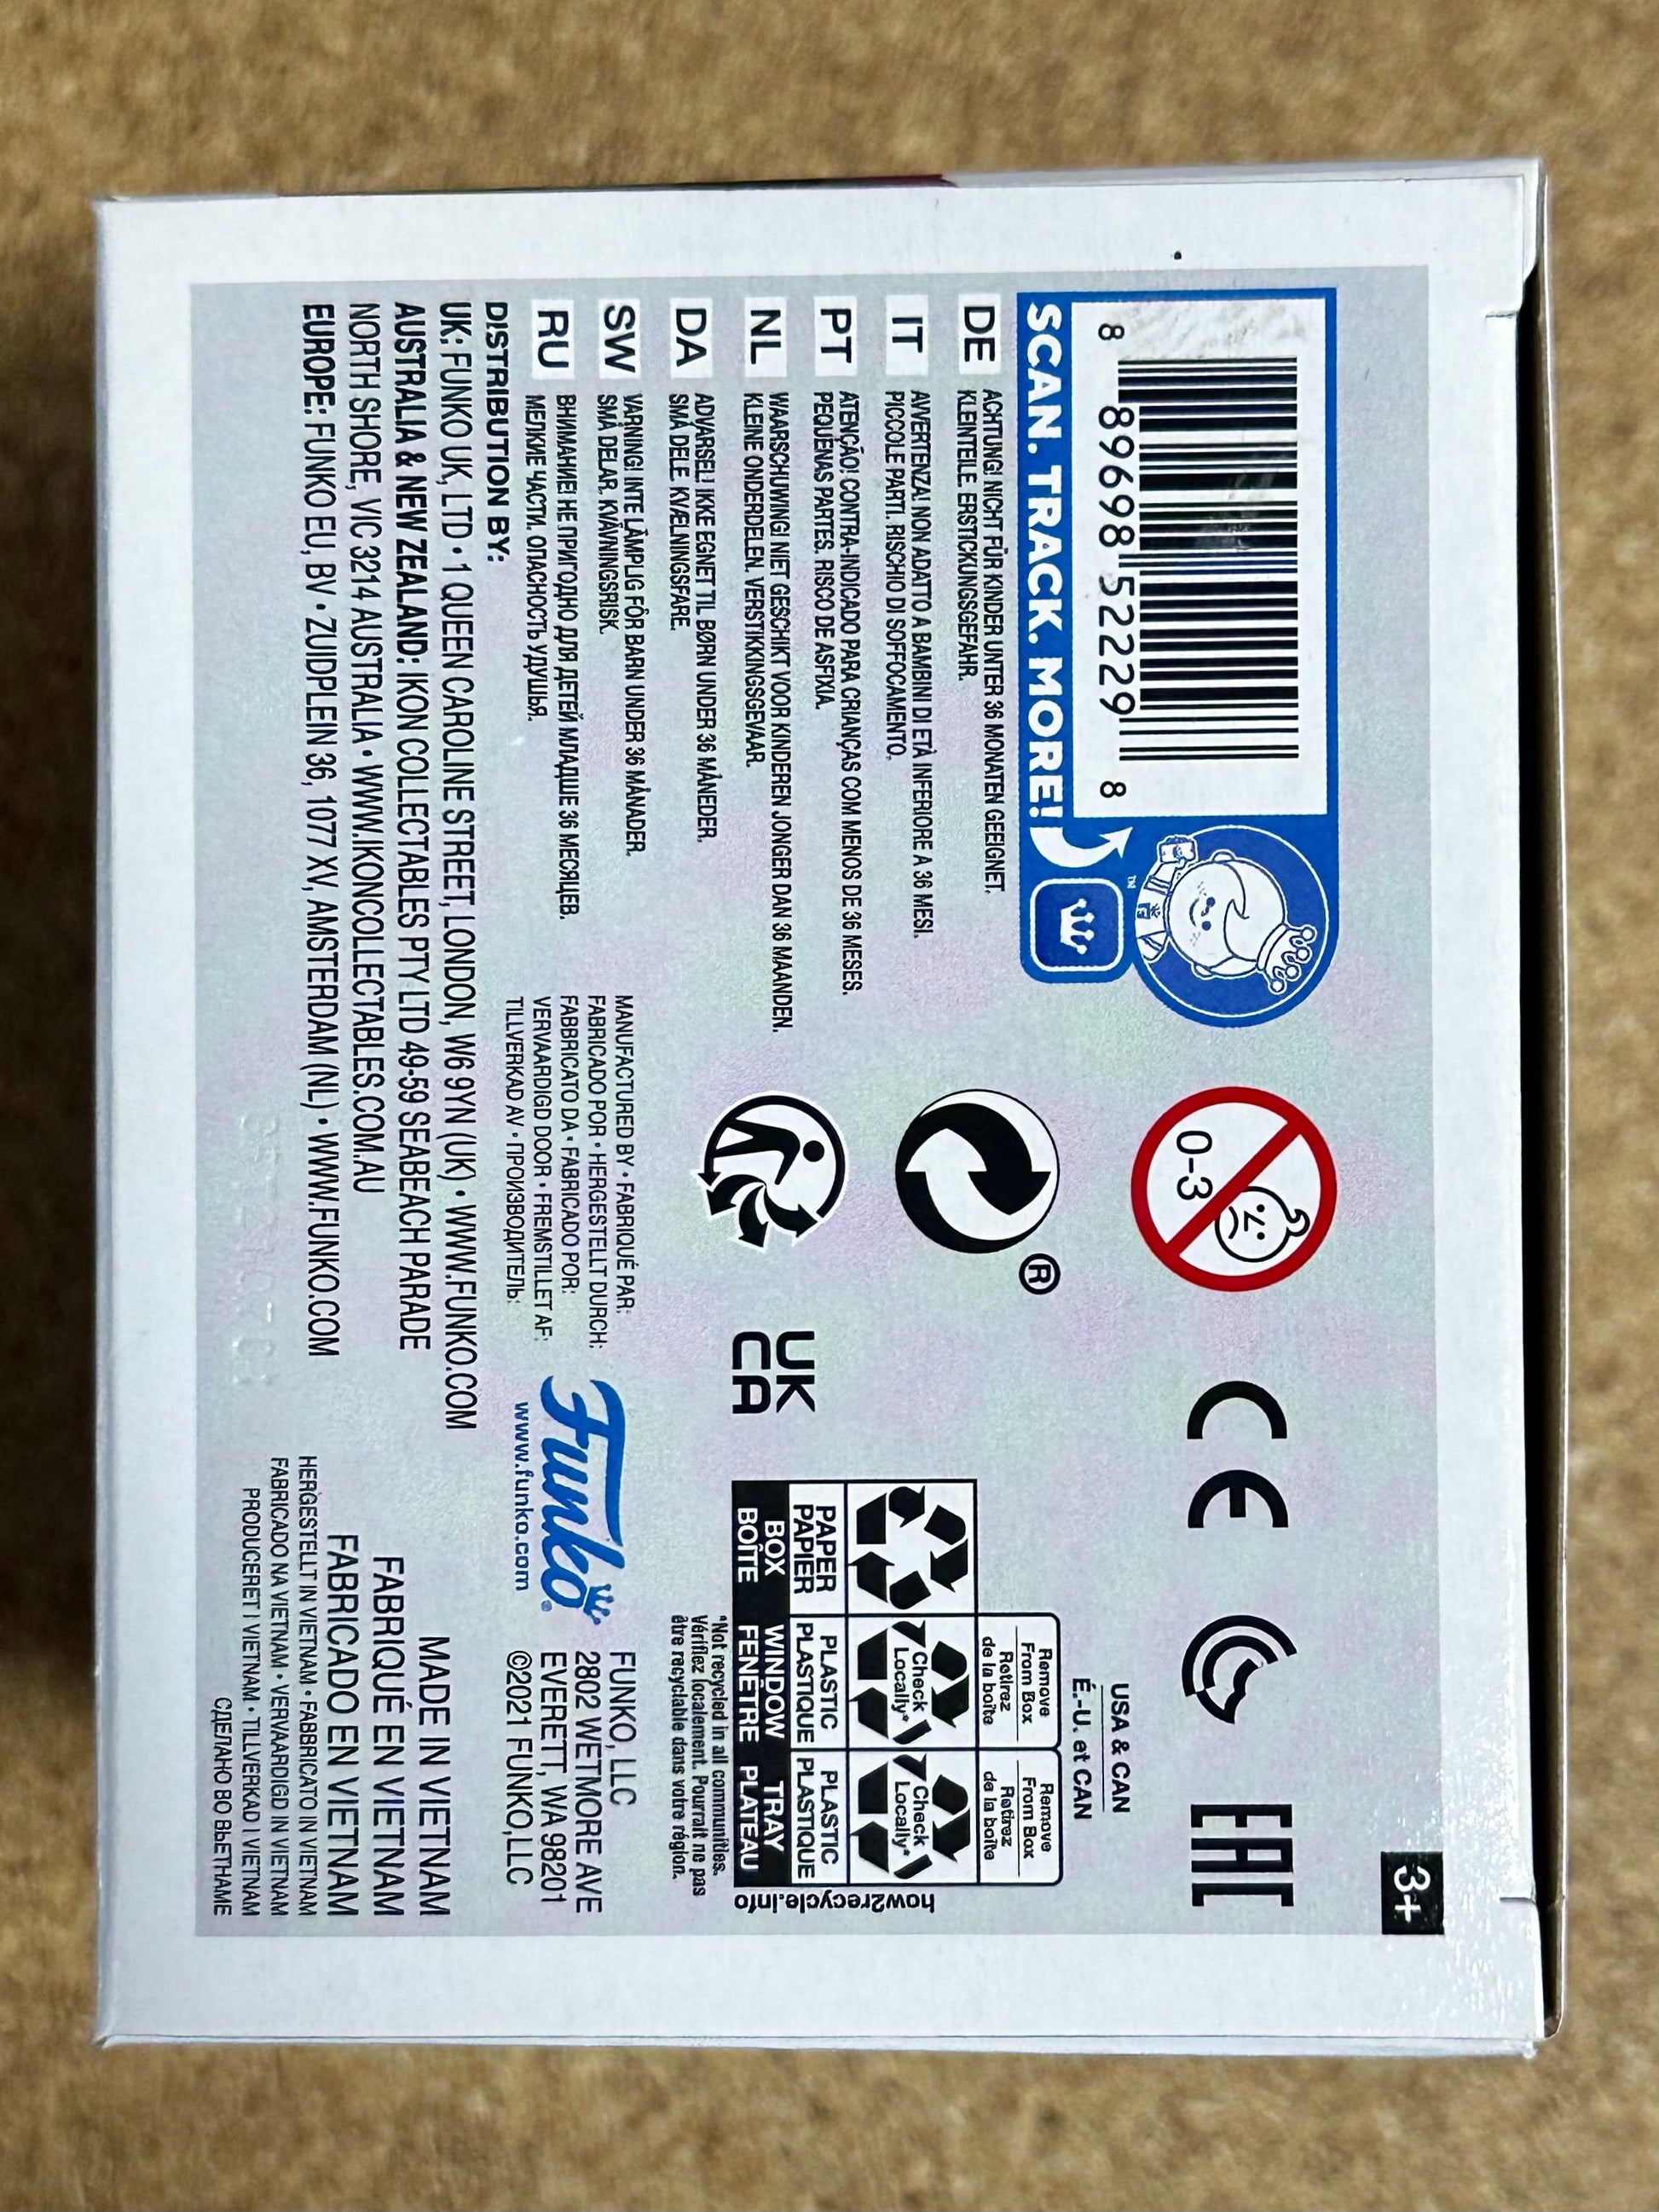 3+
8 89698 52229 8
SCAN. TRACK. MORE!
™
0-3
CE
EAC
DE ACHTUNG! NICHT FÜR KINDER UNTER 36 MONATEN GEEIGNET.
KLEINTEILE. ERSTICKUNGSGEFAHR.
IT AVVERTENZA! NON ADATTO A BAMBINI DI ETÀ INFERIORE A 36 MESI.
PICCOLE PARTI. RISCHIO DI SOFFOCAMENTO.
PT ATENÇÃO! CONTRA-INDICADO PARA CRIANÇAS COM MENOS DE 36 MESES.
PEQUENAS PARTES. RISCO DE ASFIXIA.
NL WAARSCHUWING! NIET GESCHIKT VOOR KINDEREN JONGER DAN 36 MAANDEN.
KLEINE ONDERDELEN. VERSTIKKINGSGEVAAR.
DA ADVARSEL! IKKE EGNET TIL BØRN UNDER 36 MÅNEDER.
SMÅ DELE. KVÆLNINGSFARE.
SW VARNING! INTE LÄMPLIG FÖR BARN UNDER 36 MÅNADER.
SMÅ DELAR. KVÄVNINGSRISK.
RU ВНИМАНИЕ! НЕ ПРИГОДНО ДЛЯ ДЕТЕЙ МЛАДШЕ 36 МЕСЯЦЕВ.
МЕЛКИЕ ЧАСТИ. ОПАСНОСТЬ УДУШЬЯ.
®
UK
CA
USA & CAN
É.-U. et CAN
Remove
From Box
Retirez
de la boîte
Remove
From Box
Retirez
de la boîte
Check
Locally*
Check
Locally*
PAPER
PAPIER
PLASTIC
PLASTIQUE
PLASTIC
PLASTIQUE
BOX
BOÎTE
WINDOW
FENÊTRE
TRAY
PLATEAU
how2recycle.info
*Not recycled in all communities.
Vérifiez localement. Pourrait ne pas
être recyclable dans votre région.
MANUFACTURED BY • FABRIQUÉ PAR:
FABRICADO POR • HERGESTELLT DURCH:
FABBRICATO DA • FABRICADO POR:
VERVAARDIGD DOOR • FREMSTILLET AF:
TILLVERKAD AV • ПРОИЗВОДИТЕЛЬ:
Funko®
www.funko.com
FUNKO, LLC
2802 WETMORE AVE
EVERETT, WA 98201
©2021 FUNKO,LLC
DISTRIBUTION BY:
UK: FUNKO UK, LTD • 1 QUEEN CAROLINE STREET, LONDON, W6 9YN (UK) • WWW.FUNKO.COM
AUSTRALIA & NEW ZEALAND: IKON COLLECTABLES PTY LTD 49-59 SEABEACH PARADE
NORTH SHORE, VIC 3214 AUSTRALIA • WWW.IKONCOLLECTABLES.COM.AU
EUROPE: FUNKO EU, BV • ZUIDPLEIN 36, 1077 XV, AMSTERDAM (NL) • WWW.FUNKO.COM
MADE IN VIETNAM
FABRIQUÉ EN VIETNAM
FABRICADO EN VIETNAM
HERGESTELLT IN VIETNAM • FABBRICATO IN VIETNAM
FABRICADO NA VIETNAM • VERVAARDIGD IN VIETNAM
PRODUCERET I VIETNAM • TILLVERKAD I VIETNAM
СДЕЛАНО ВО ВЬЕТНАМЕ